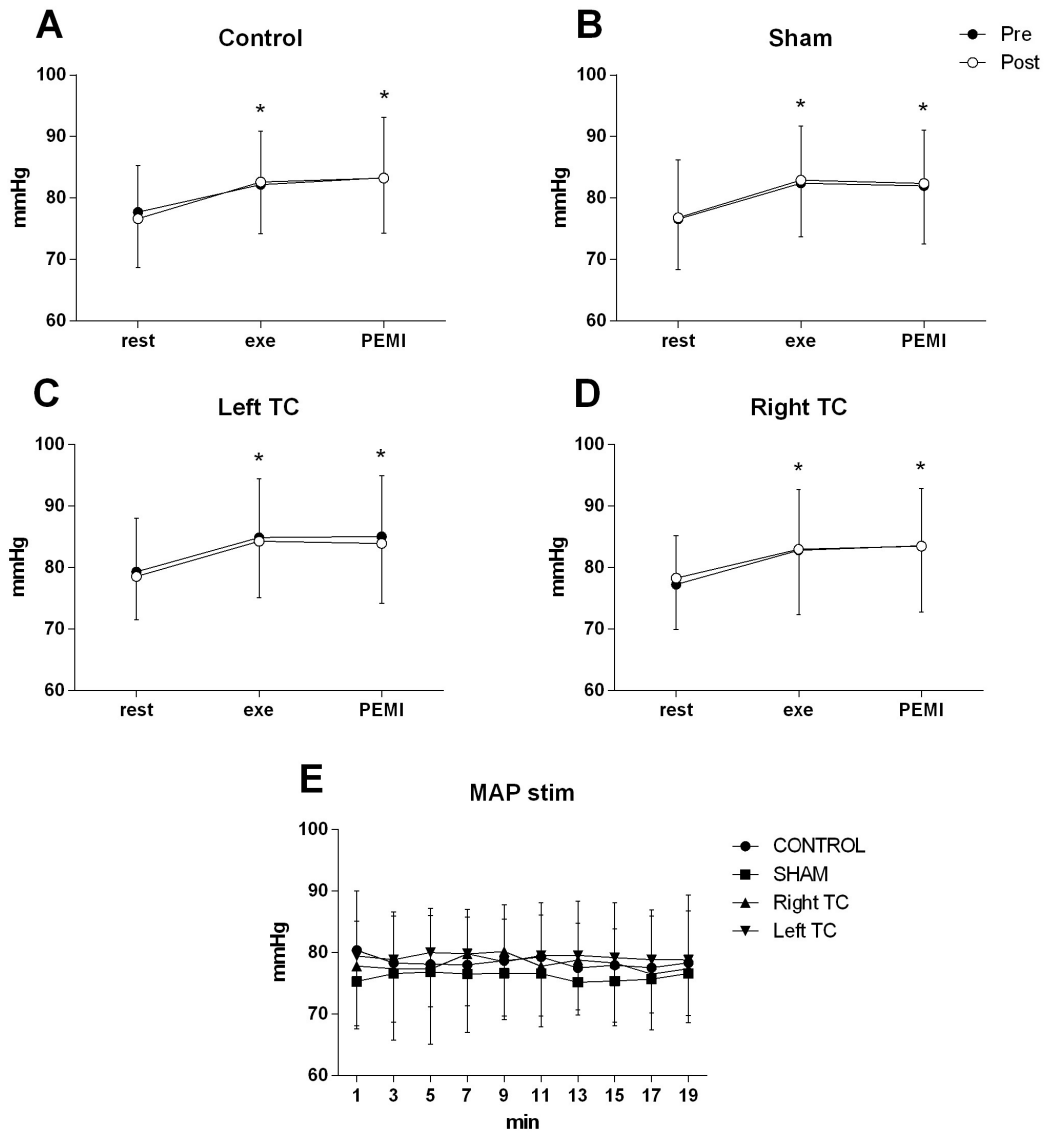 A
Control
100
90
80
70
60
mmHg
*
*
rest exe PEMI
B
Sham
Pre
Post
100
90
80
70
60
mmHg
*
*
rest exe PEMI
C
Left TC
100
90
80
70
60
mmHg
*
*
rest exe PEMI
D
Right TC
100
90
80
70
60
mmHg
*
*
rest exe PEMI
E
MAP stim
100
90
80
70
60
mmHg
1 3 5 7 9 11 13 15 17 19
min
CONTROL
SHAM
Right TC
Left TC